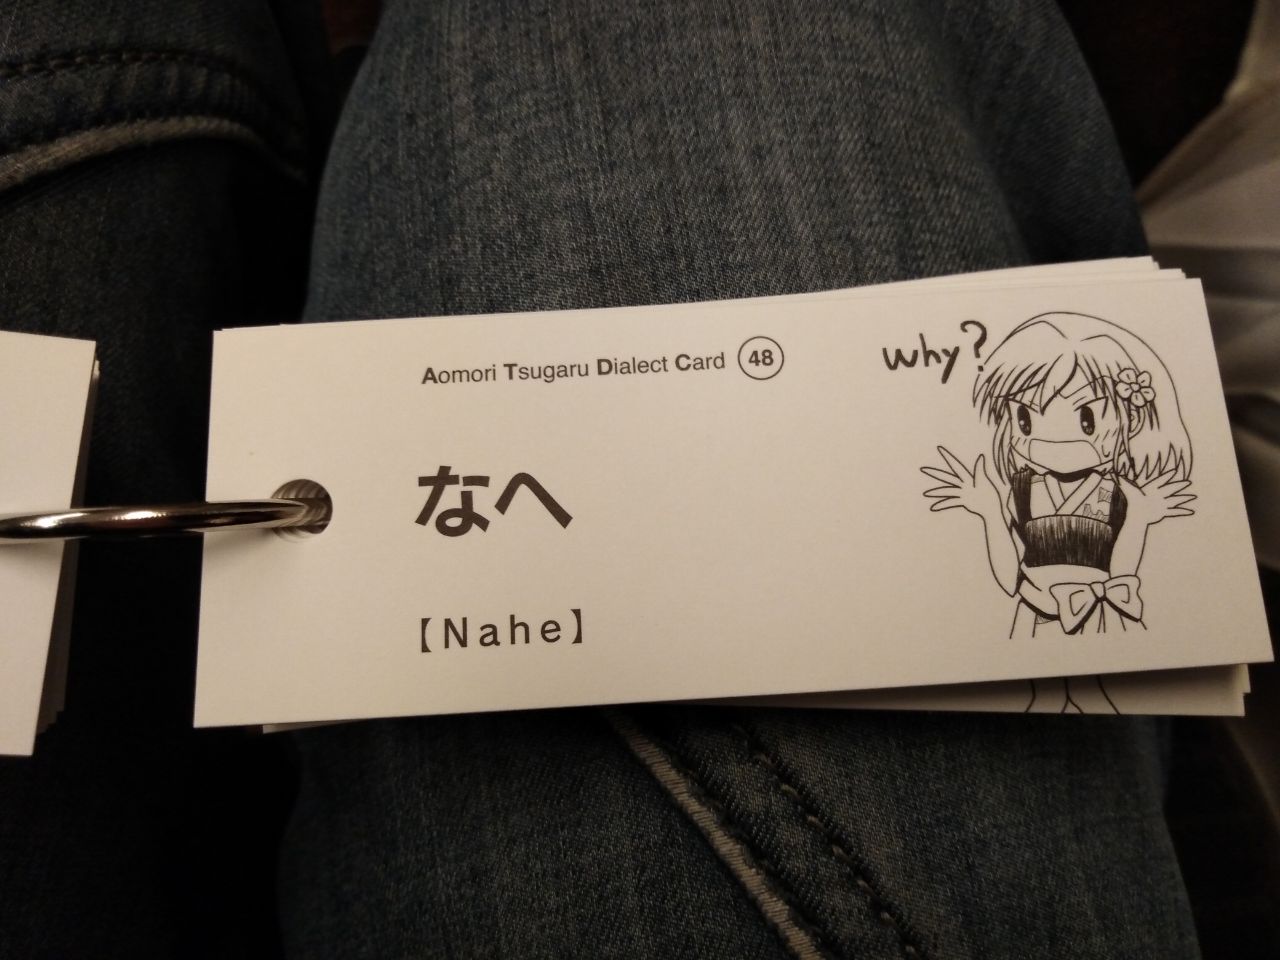 Aomori Tsugaru Dialect Card 48
why?
なへ
【Nahe】